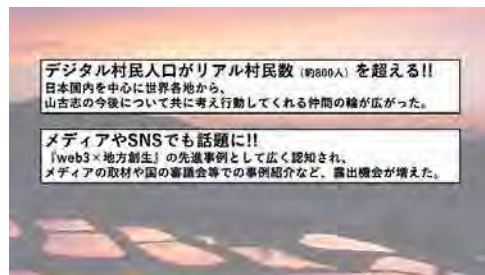 デジタル村民人口がリアル村民数（約800人）を超える!!
日本国内を中心に世界各地から、
山古志の今後について共に考え行動してくれる仲間の輪が広がった。
メディアやSNSでも話題に!!
『web3×地方創生』の先進事例として広く認知され、
メディアの取材や国の審議会等での事例紹介など、露出機会が増えた。